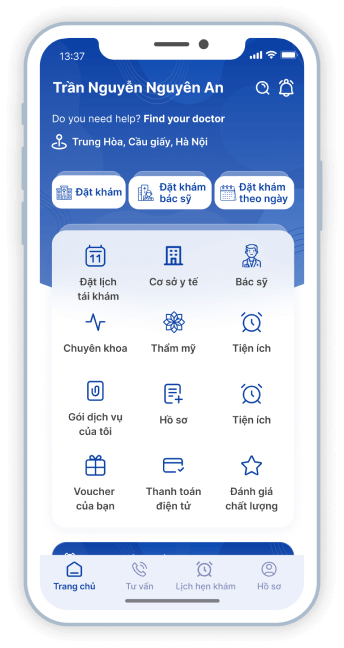 13:37
Trần Nguyễn Nguyên An
Do you need help? Find your doctor
Trung Hòa, Cầu giấy, Hà Nội
Đặt khám
Đặt khám
bác sỹ
Đặt khám
theo ngày
11
Đặt lịch
tái khám
Cơ sở y tế
Bác sỹ
Chuyên khoa
Thẩm mỹ
Tiện ích
Gói dịch vụ
của tôi
Hồ sơ
Tiện ích
Voucher
của bạn
Thanh toán
điện tử
Đánh giá
chất lượng
Trang chủ
Tư vấn
Lịch hẹn khám
Hồ sơ